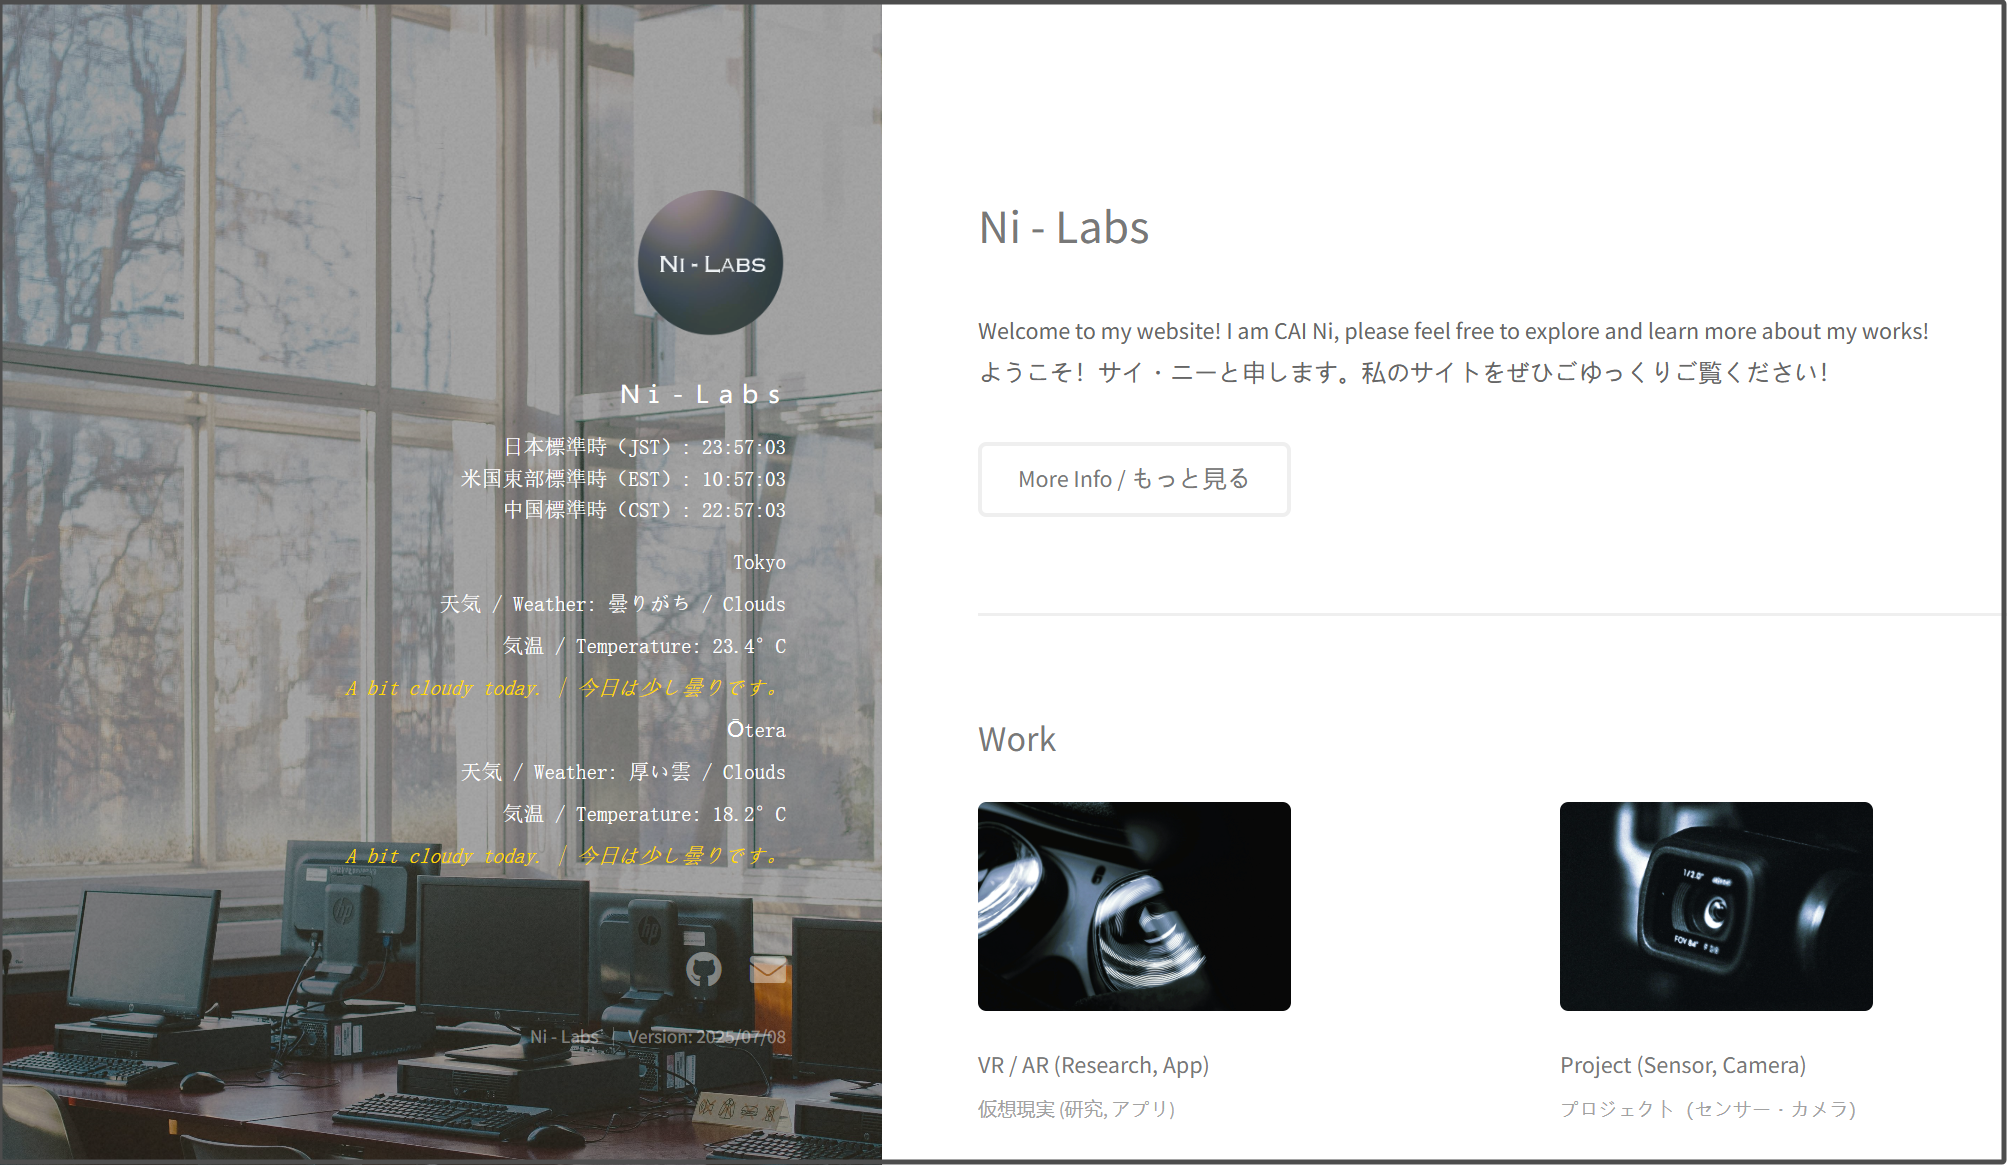 Ni - Labs
Ni - Labs
日本標準時（JST）: 23:57:03
米国東部標準時（EST）: 10:57:03
中国標準時（CST）: 22:57:03
Tokyo
天気 / Weather: 曇りがち / Clouds
気温 / Temperature: 23.4°C
A bit cloudy today. | 今日は少し曇りです。
Ōtera
天気 / Weather: 厚い雲 / Clouds
気温 / Temperature: 18.2°C
A bit cloudy today. | 今日は少し曇りです。
hp
hp
Ni - Labs | Version: 2025/07/08
Ni - Labs
Welcome to my website! I am CAI Ni, please feel free to explore and learn more about my works!
ようこそ！サイ・ニーと申します。私のサイトをぜひごゆっくりご覧ください！
More Info / もっと見る
Work
VR / AR (Research, App)
仮想現実 (研究, アプリ)
1/2.0"
FOV 84°
Project (Sensor, Camera)
プロジェクト（センサー・カメラ）